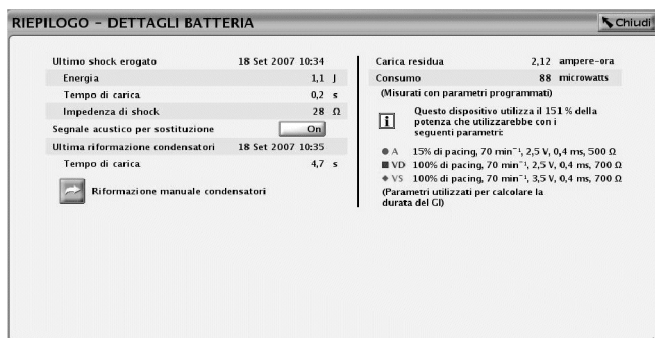 RIEPILOGO – DETTAGLI BATTERIA
Chiudi
Ultimo shock erogato 18 Set 2007 10:34
Energia 1,1 J
Tempo di carica 0,2 s
Impedenza di shock 28 Ω
Segnale acustico per sostituzione On
Ultima riformazione condensatori 18 Set 2007 10:35
Tempo di carica 4,7 s
Riformazione manuale condensatori
Carica residua 2,12 ampere-ora
Consumo 88 microwatts
(Misurati con parametri programmati)
Questo dispositivo utilizza il 151 % della
potenza che utilizzarebbe con i
seguenti parametri:
A 15% di pacing, 70 min⁻¹, 2,5 V, 0,4 ms, 500 Ω
VD 100% di pacing, 70 min⁻¹, 2,5 V, 0,4 ms, 700 Ω
VS 100% di pacing, 70 min⁻¹, 3,5 V, 0,4 ms, 700 Ω
(Parametri utilizzati per calcolare la
durata del GI)